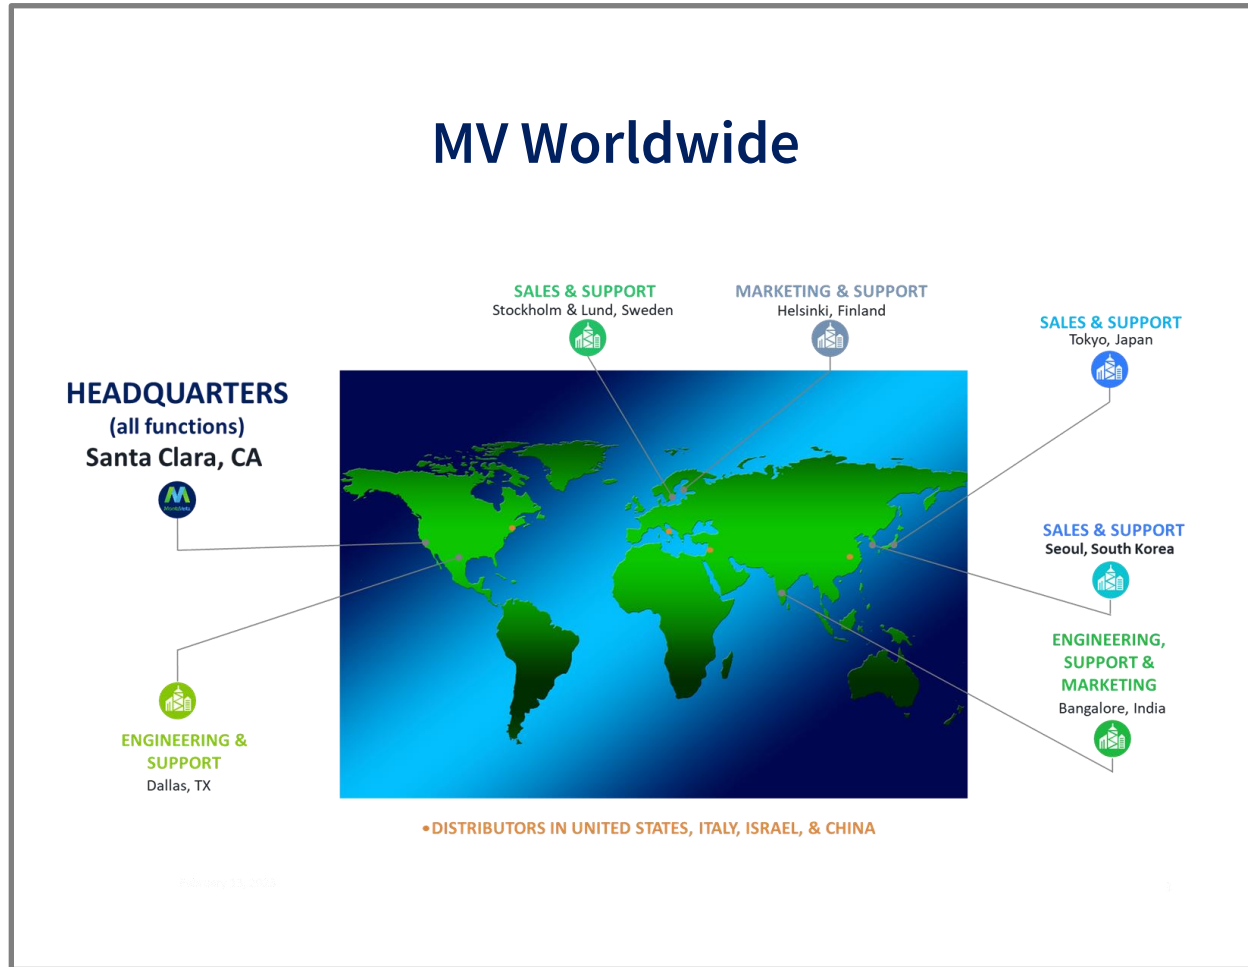 MV Worldwide
SALES & SUPPORT
Stockholm & Lund, Sweden
MARKETING & SUPPORT
Helsinki, Finland
SALES & SUPPORT
Tokyo, Japan
HEADQUARTERS
(all functions)
Santa Clara, CA
SALES & SUPPORT
Seoul, South Korea
ENGINEERING,
SUPPORT &
MARKETING
Bangalore, India
ENGINEERING &
SUPPORT
Dallas, TX
•DISTRIBUTORS IN UNITED STATES, ITALY, ISRAEL, & CHINA